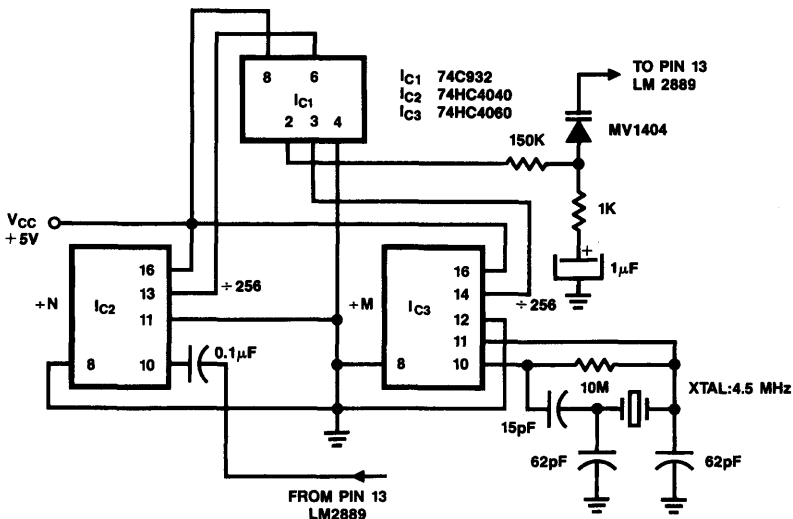 8 6
IC1
2 3 4
IC1 74C932
IC2 74HC4040
IC3 74HC4060
TO PIN 13
LM 2889
MV1404
150K
1K
+
1µF
VCC
+5V
÷N
IC2
16
13
11
8 10
÷256
0.1µF
÷M
IC3
16
14
12
11
8 10
÷256
10M
XTAL:4.5 MHz
15pF
62pF
62pF
FROM PIN 13
LM2889